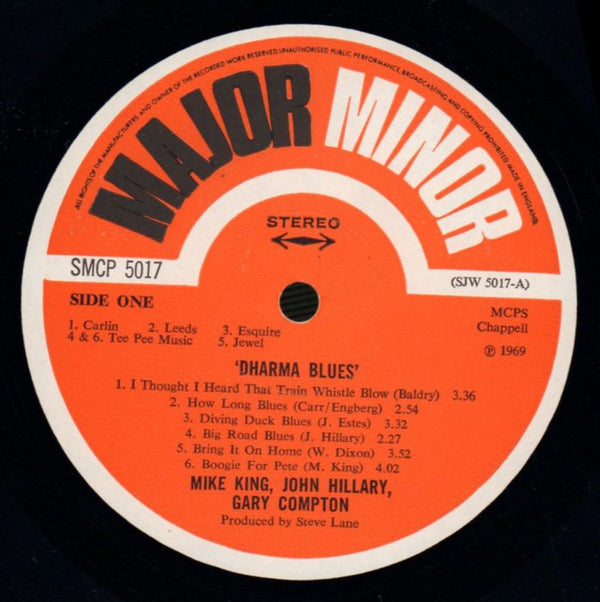 ALL RIGHTS OF THE MANUFACTURERS AND OWNER OF THE RECORDED WORK RESERVED.UNAUTHORISED PUBLIC PERFORMANCE, BROADCASTING AND COPYING PROHIBITED MADE IN ENGLAND.
MAJOR MINOR
STEREO
SMCP 5017
(SJW 5017-A)
SIDE ONE
MCPS
Chappell
1. Carlin 2. Leeds 3. Esquire
4 & 6. Tee Pee Music 5. Jewel
℗ 1969
'DHARMA BLUES'
1. I Thought I Heard That Train Whistle Blow (Baldry) 3.36
2. How Long Blues (Carr/Engberg) 2.54
3. Diving Duck Blues (J. Estes) 3.32
4. Big Road Blues (J. Hillary) 2.27
5. Bring It On Home (W. Dixon) 3.52
6. Boogie For Pete (M. King) 4.02
MIKE KING, JOHN HILLARY,
GARY COMPTON
Produced by Steve Lane